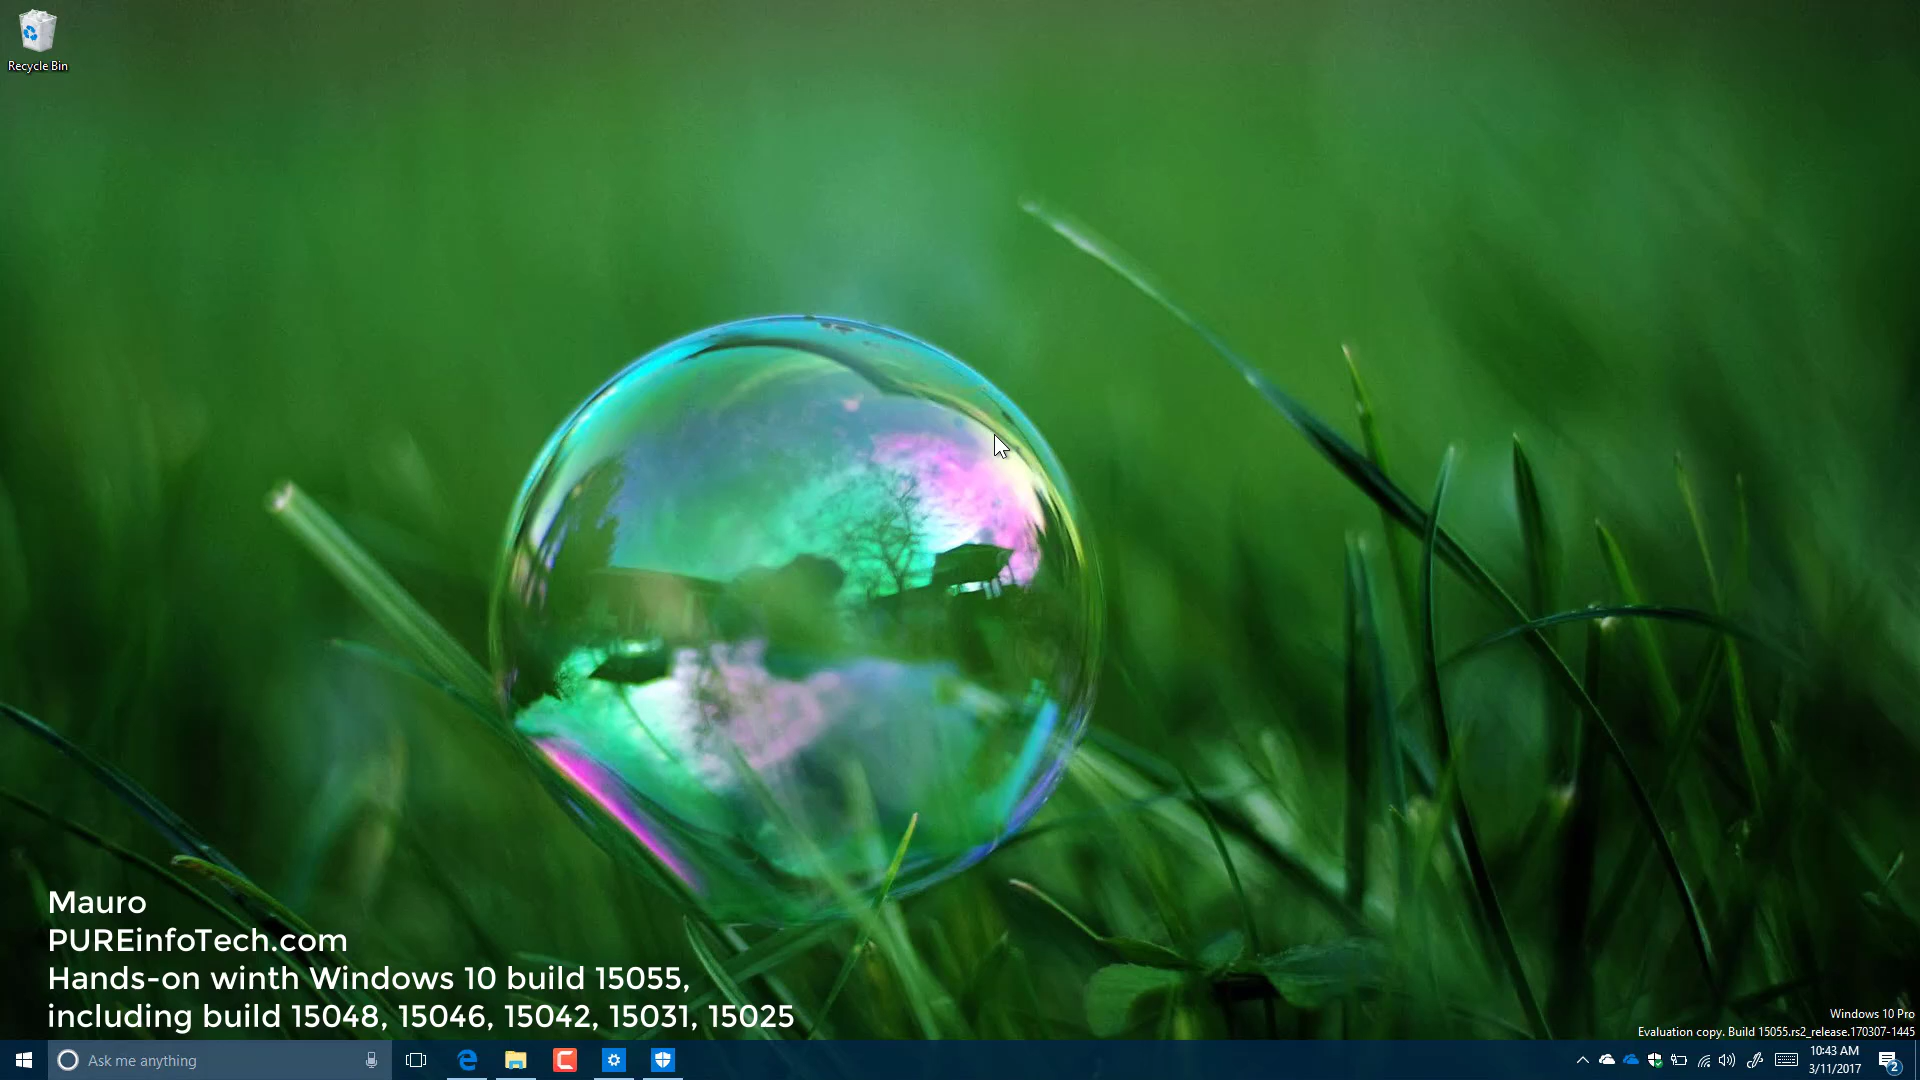 Recycle Bin
Mauro
PUREinfoTech.com
Hands-on winth Windows 10 build 15055,
including build 15048, 15046, 15042, 15031, 15025
Windows 10 Pro
Evaluation copy. Build 15055.rs2_release.170307-1445
Ask me anything
10:43 AM
3/11/2017
2